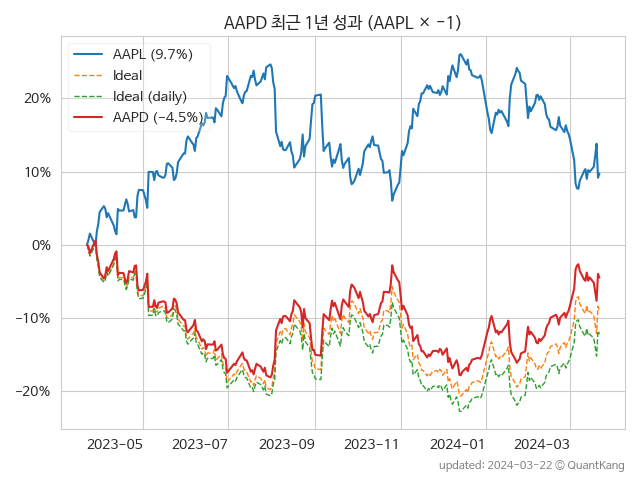 AAPD 최근 1년 성과 (AAPL × −1)
AAPL (9.7%)
Ideal
Ideal (daily)
AAPD (−4.5%)
20%
10%
0%
−10%
−20%
2023-05 2023-07 2023-09 2023-11 2024-01 2024-03
updated: 2024-03-22 © QuantKang